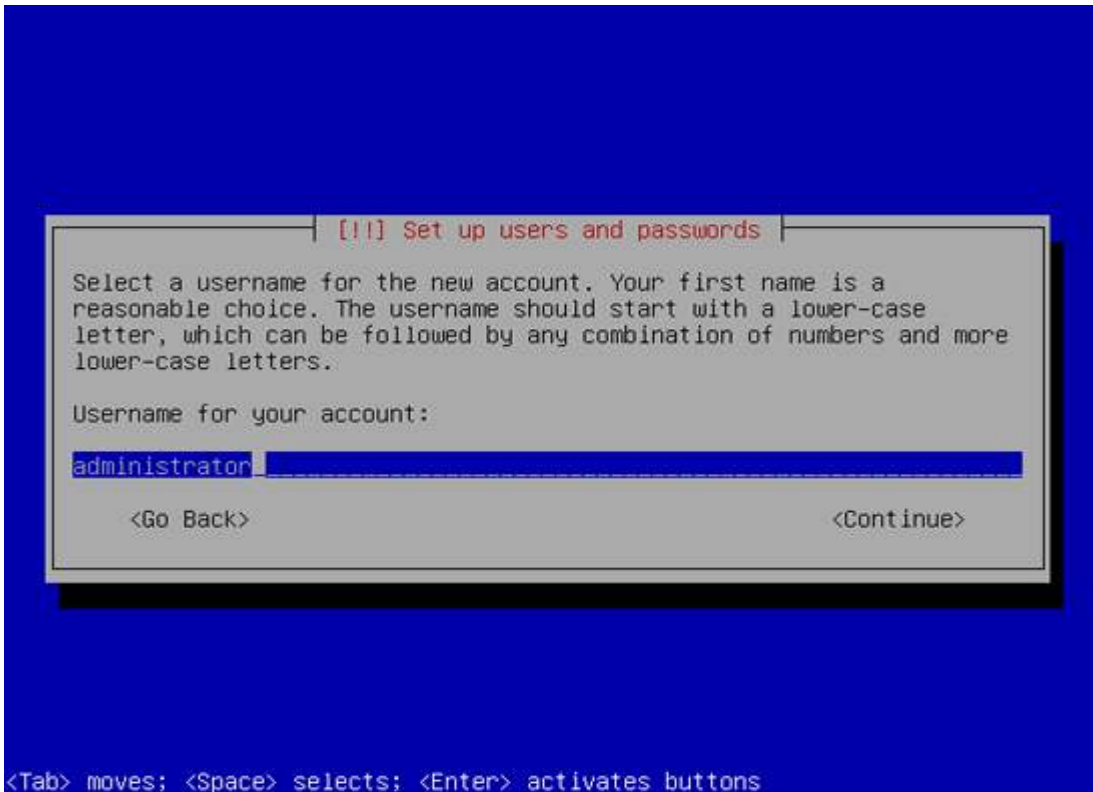 [!!] Set up users and passwords
Select a username for the new account. Your first name is a
reasonable choice. The username should start with a lower-case
letter, which can be followed by any combination of numbers and more
lower-case letters.
Username for your account:
administrator
<Go Back> <Continue>
<Tab> moves; <Space> selects; <Enter> activates buttons